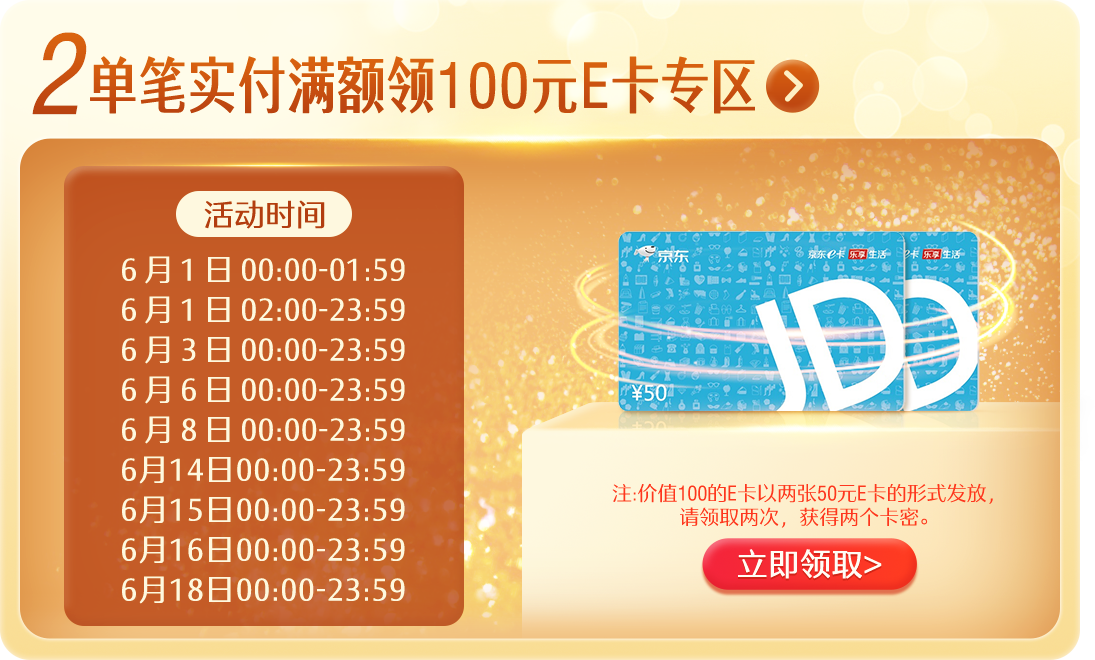 2单笔实付满额领100元E卡专区
活动时间
6月1日00:00-01:59
6月1日02:00-23:59
6月3日00:00-23:59
6月6日00:00-23:59
6月8日00:00-23:59
6月14日00:00-23:59
6月15日00:00-23:59
6月16日00:00-23:59
6月18日00:00-23:59
京东
京东e卡 乐享生活
e卡 乐享生活
JD
D
¥50
注:价值100的E卡以两张50元E卡的形式发放，
请领取两次，获得两个卡密。
立即领取>